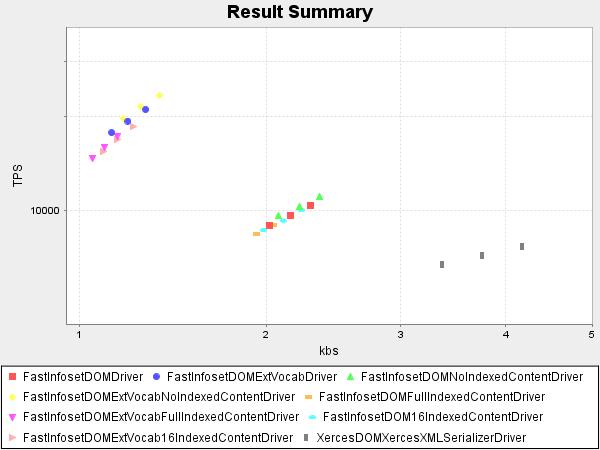 Result Summary
TPS
10000
1 2 3 4 5
kbs
FastInfosetDOMDriver FastInfosetDOMExtVocabDriver FastInfosetDOMNoIndexedContentDriver
FastInfosetDOMExtVocabNoIndexedContentDriver FastInfosetDOMFullIndexedContentDriver
FastInfosetDOMExtVocabFullIndexedContentDriver FastInfosetDOM16IndexedContentDriver
FastInfosetDOMExtVocab16IndexedContentDriver XercesDOMXercesXMLSerializerDriver